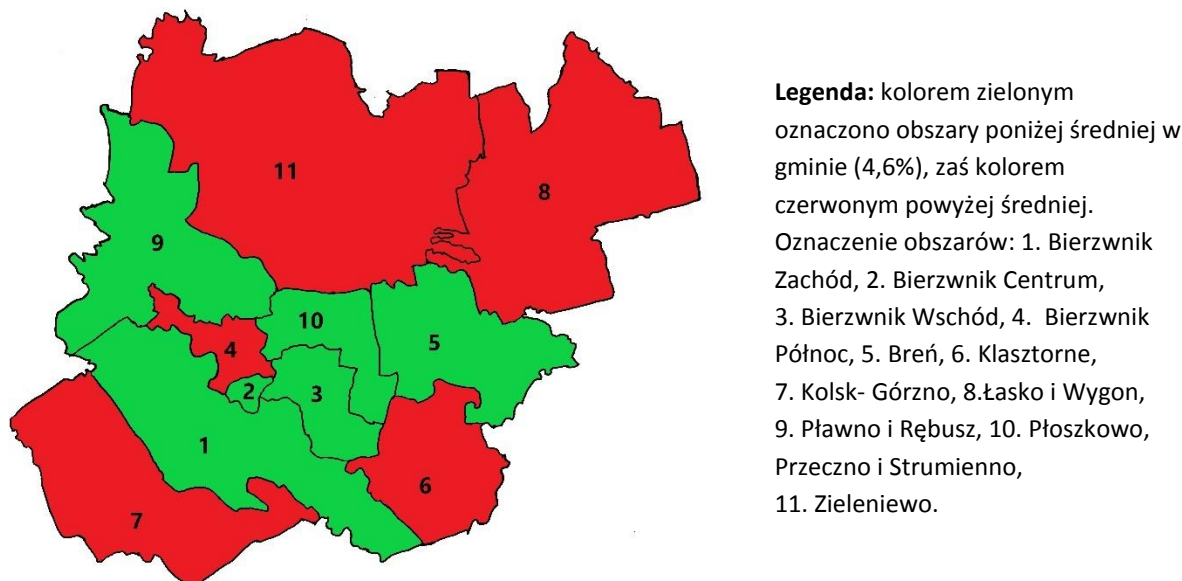 11
8
9
10
5
4
2
3
1
6
7
Legenda: kolorem zielonym
oznaczono obszary poniżej średniej w
gminie (4,6%), zaś kolorem
czerwonym powyżej średniej.
Oznaczenie obszarów: 1. Bierzwnik
Zachód, 2. Bierzwnik Centrum,
3. Bierzwnik Wschód, 4. Bierzwnik
Północ, 5. Breń, 6. Klasztorne,
7. Kolsk- Górzno, 8.Łasko i Wygon,
9. Pławno i Rębusz, 10. Płoszkowo,
Przeczno i Strumienno,
11. Zieleniewo.